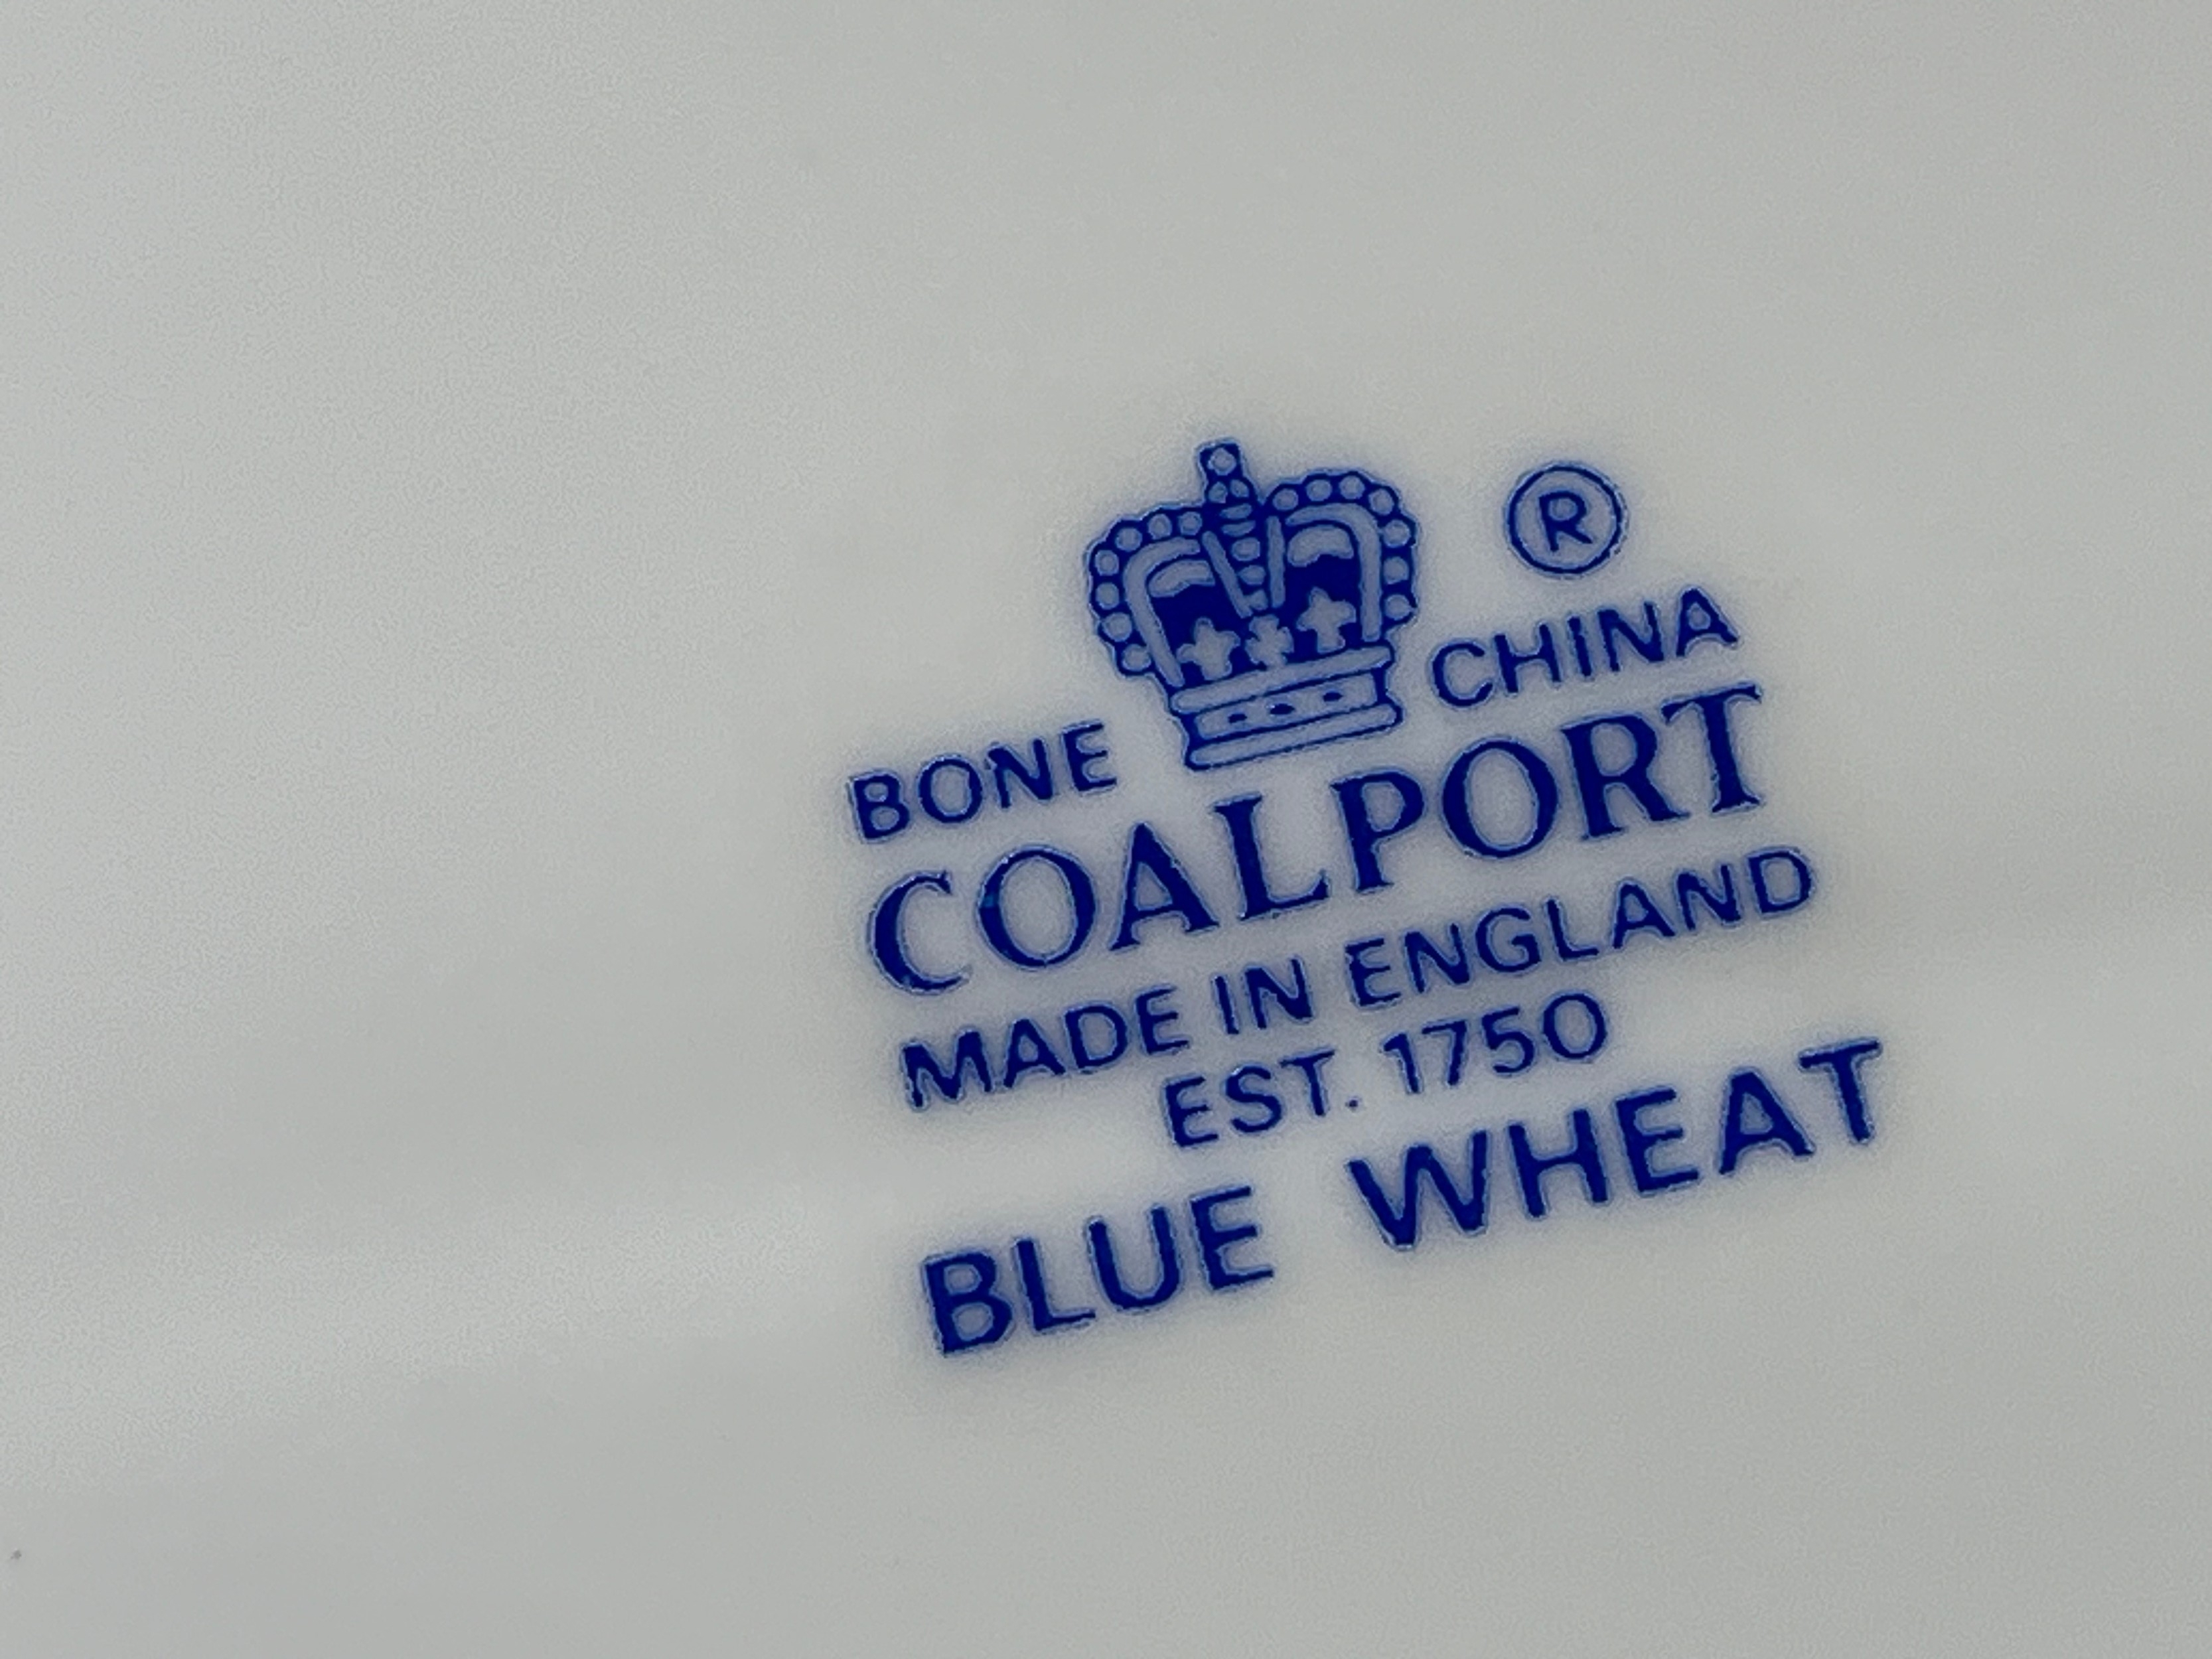 ®
BONE CHINA
COALPORT
MADE IN ENGLAND
EST. 1750
BLUE WHEAT